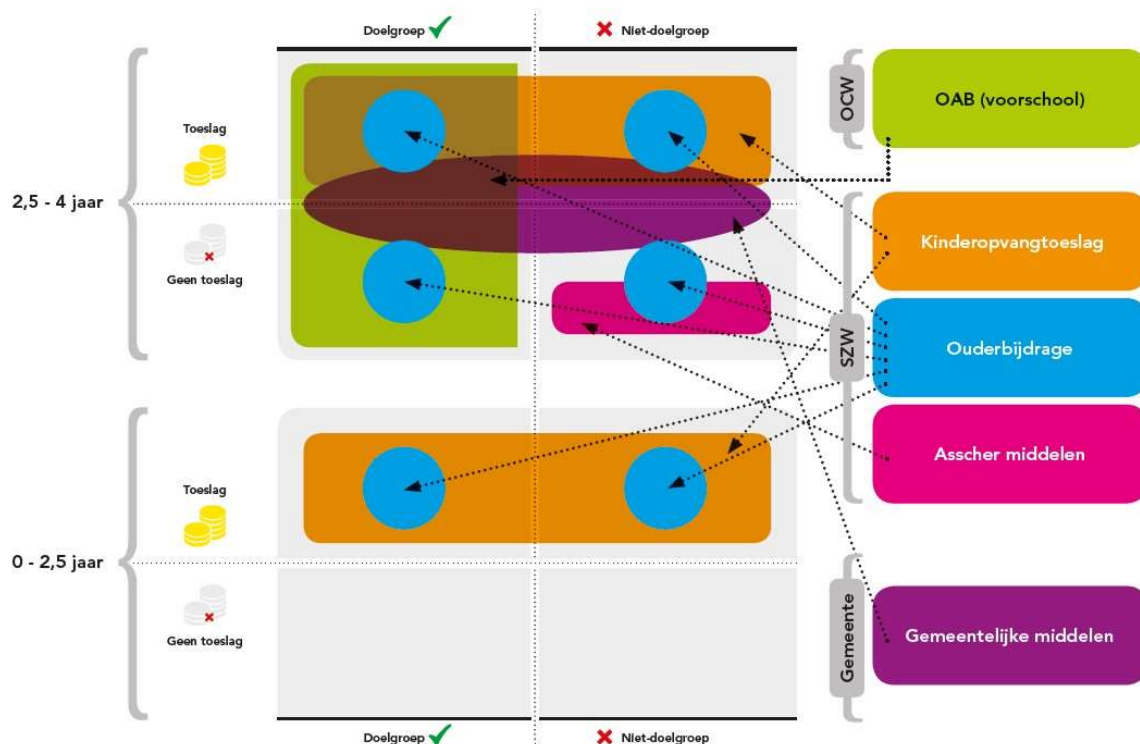 Doelgroep
Niet-doelgroep
OCW
OAB (voorschool)
Toeslag
2,5 - 4 jaar
Geen toeslag
SZW
Kinderopvangtoeslag
Ouderbijdrage
Asscher middelen
Toeslag
0 - 2,5 jaar
Geen toeslag
Gemeente
Gemeentelijke middelen
Doelgroep
Niet-doelgroep